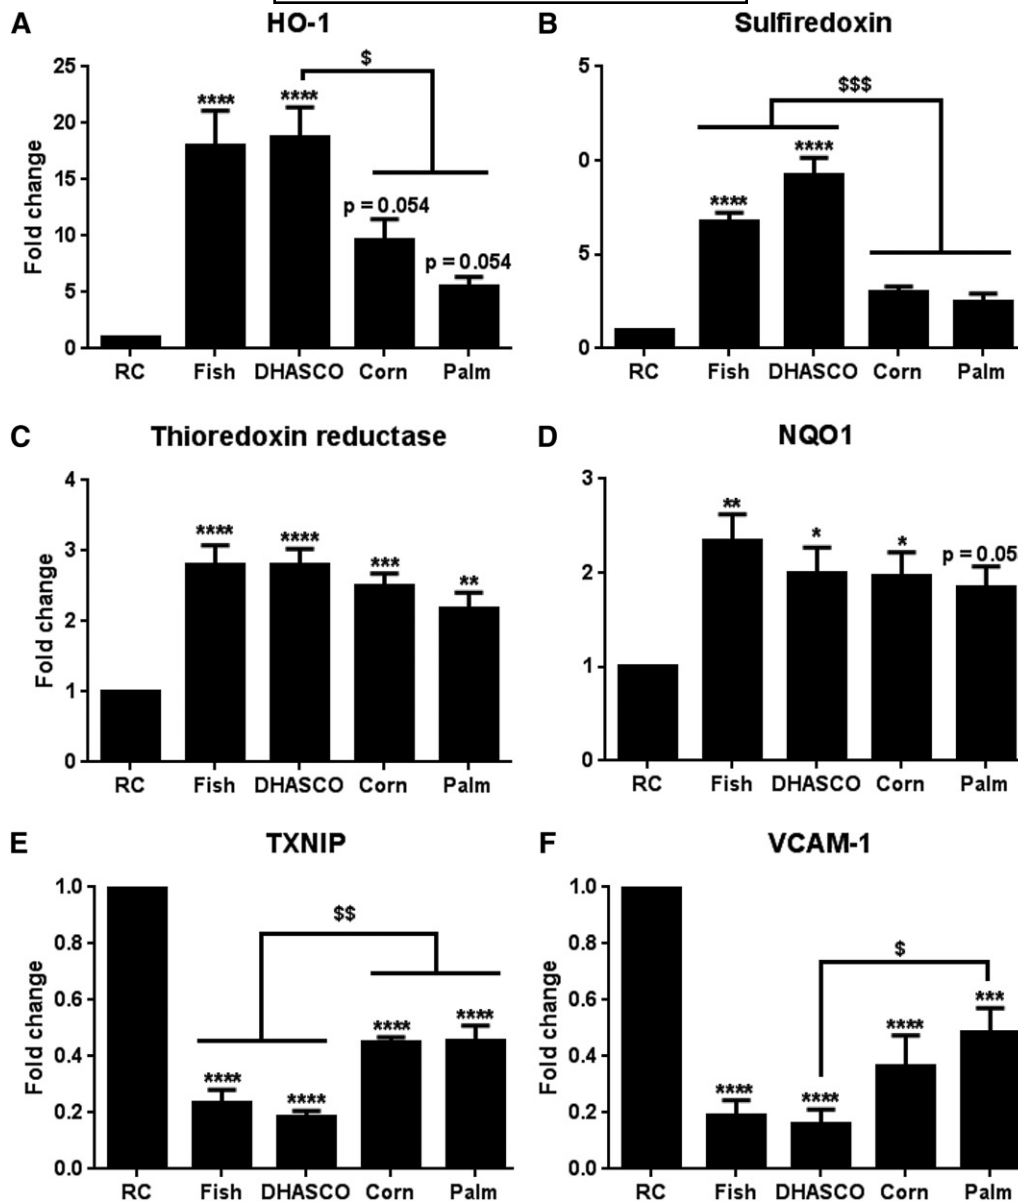 A HO-1
25
20
15
10
5
0
Fold change
$
****
****
p = 0.054
p = 0.054
RC Fish DHASCO Corn Palm
B Sulfiredoxin
5
0
5
0
$$$
****
****
RC Fish DHASCO Corn Palm
C Thioredoxin reductase
4
3
2
1
0
Fold change
****
****
***
**
RC Fish DHASCO Corn Palm
D NQO1
3
2
1
0
**
*
*
p = 0.05
RC Fish DHASCO Corn Palm
E TXNIP
1.0
0.8
0.6
0.4
0.2
0.0
Fold change
$$
****
****
****
****
RC Fish DHASCO Corn Palm
F VCAM-1
1.0
0.8
0.6
0.4
0.2
0.0
Fold change
$
****
****
****
***
RC Fish DHASCO Corn Palm